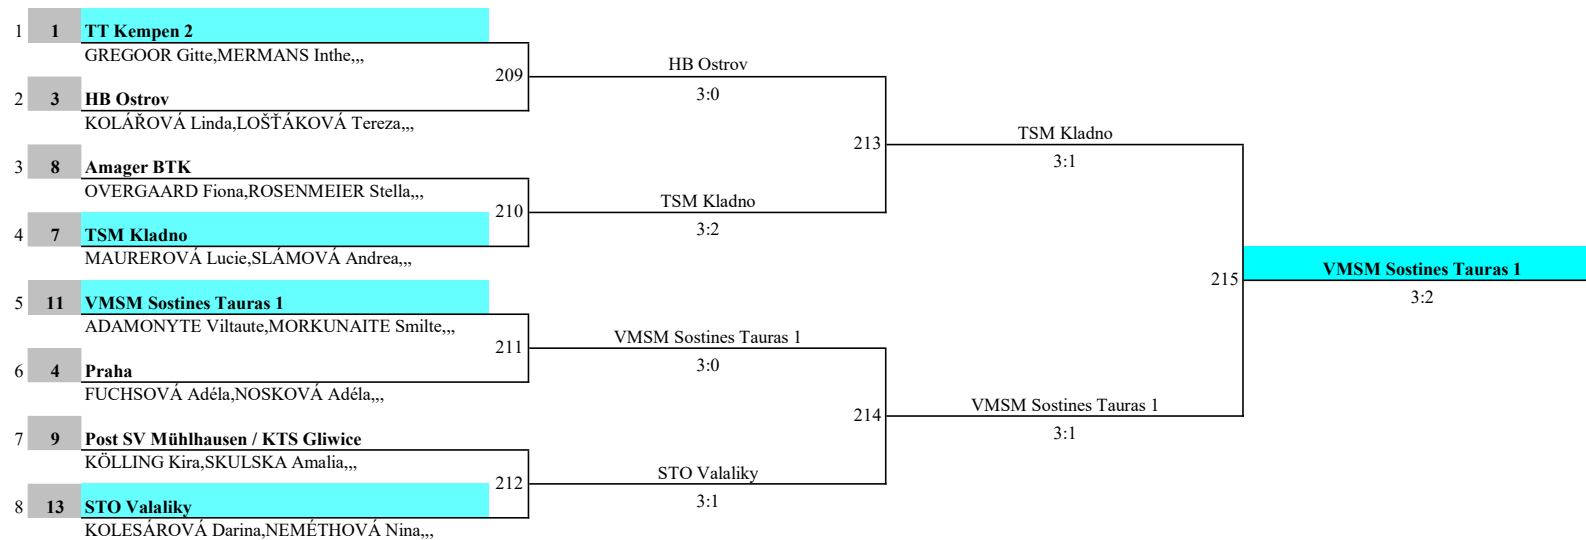 1 1 TT Kempen 2
GREGOOR Gitte,MERMANS Inthe,,,
209
HB Ostrov
3:0
2 3 HB Ostrov
KOLÁŘOVÁ Linda,LOŠŤÁKOVÁ Tereza,,,
213
TSM Kladno
3:1
3 8 Amager BTK
OVERGAARD Fiona,ROSENMEIER Stella,,,
210
TSM Kladno
3:2
4 7 TSM Kladno
MAUREROVÁ Lucie,SLÁMOVÁ Andrea,,,
215
VMSM Sostines Tauras 1
3:2
5 11 VMSM Sostines Tauras 1
ADAMONYTE Viltaute,MORKUNAITE Smilte,,,
211
VMSM Sostines Tauras 1
3:0
6 4 Praha
FUCHSOVÁ Adéla,NOSKOVÁ Adéla,,,
214
VMSM Sostines Tauras 1
3:1
7 9 Post SV Mühlhausen / KTS Gliwice
KÖLLING Kira,SKULSKA Amalia,,,
212
STO Valaliky
3:1
8 13 STO Valaliky
KOLESÁROVÁ Darina,NEMÉTHOVÁ Nina,,,